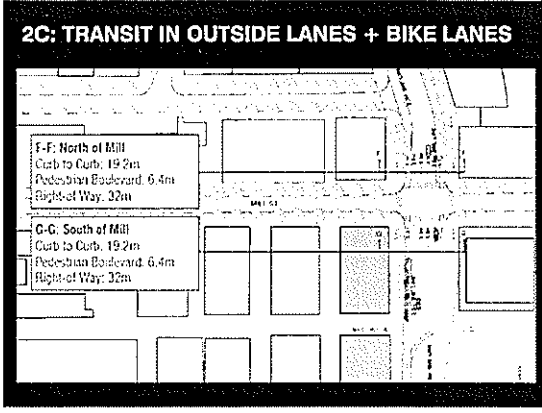 2C: TRANSIT IN OUTSIDE LANES + BIKE LANES
F-F: North of Mill
Curb to Curb: 19.2m
Pedestrian Boulevard: 6.4m
Right-of Way: 32m
MILL ST
G-G: South of Mill
Curb to Curb: 19.2m
Pedestrian Boulevard: 6.4m
Right-of Way: 32m